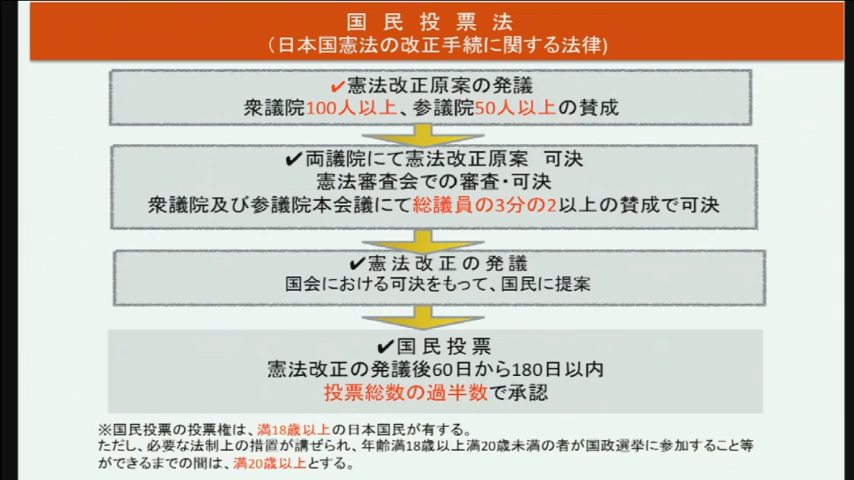 国民投票法
（日本国憲法の改正手続に関する法律)
✔憲法改正原案の発議
衆議院100人以上、参議院50人以上の賛成
✔両議院にて憲法改正原案　可決
憲法審査会での審査・可決
衆議院及び参議院本会議にて総議員の3分の2以上の賛成で可決
✔憲法改正の発議
国会における可決をもって、国民に提案
✔国民投票
憲法改正の発議後60日から180日以内
投票総数の過半数で承認
※国民投票の投票権は、満18歳以上の日本国民が有する。
ただし、必要な法制上の措置が講ぜられ、年齢満18歳以上満20歳未満の者が国政選挙に参加すること等
ができるまでの間は、満20歳以上とする。